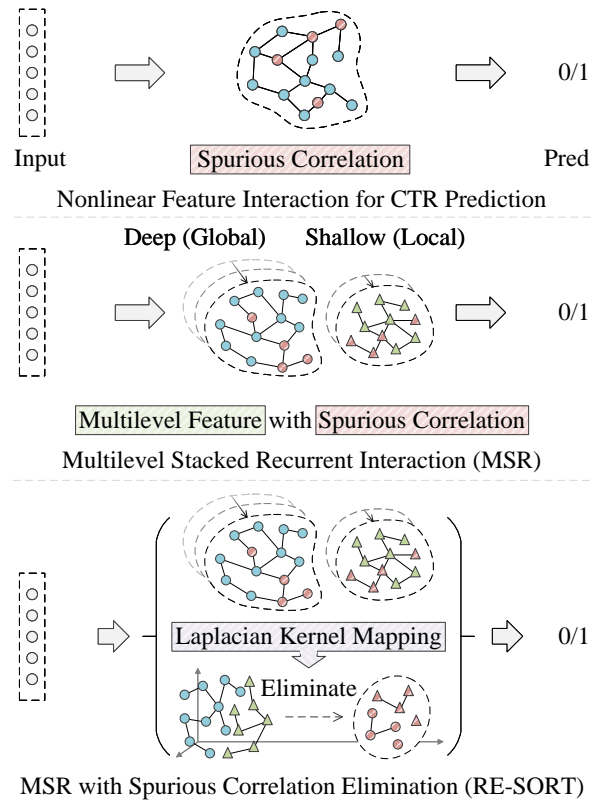 0/1
Input
Spurious Correlation
Pred
Nonlinear Feature Interaction for CTR Prediction
Deep (Global) Shallow (Local)
0/1
Multilevel Feature with Spurious Correlation
Multilevel Stacked Recurrent Interaction (MSR)
0/1
Laplacian Kernel Mapping
Eliminate
MSR with Spurious Correlation Elimination (RE-SORT)